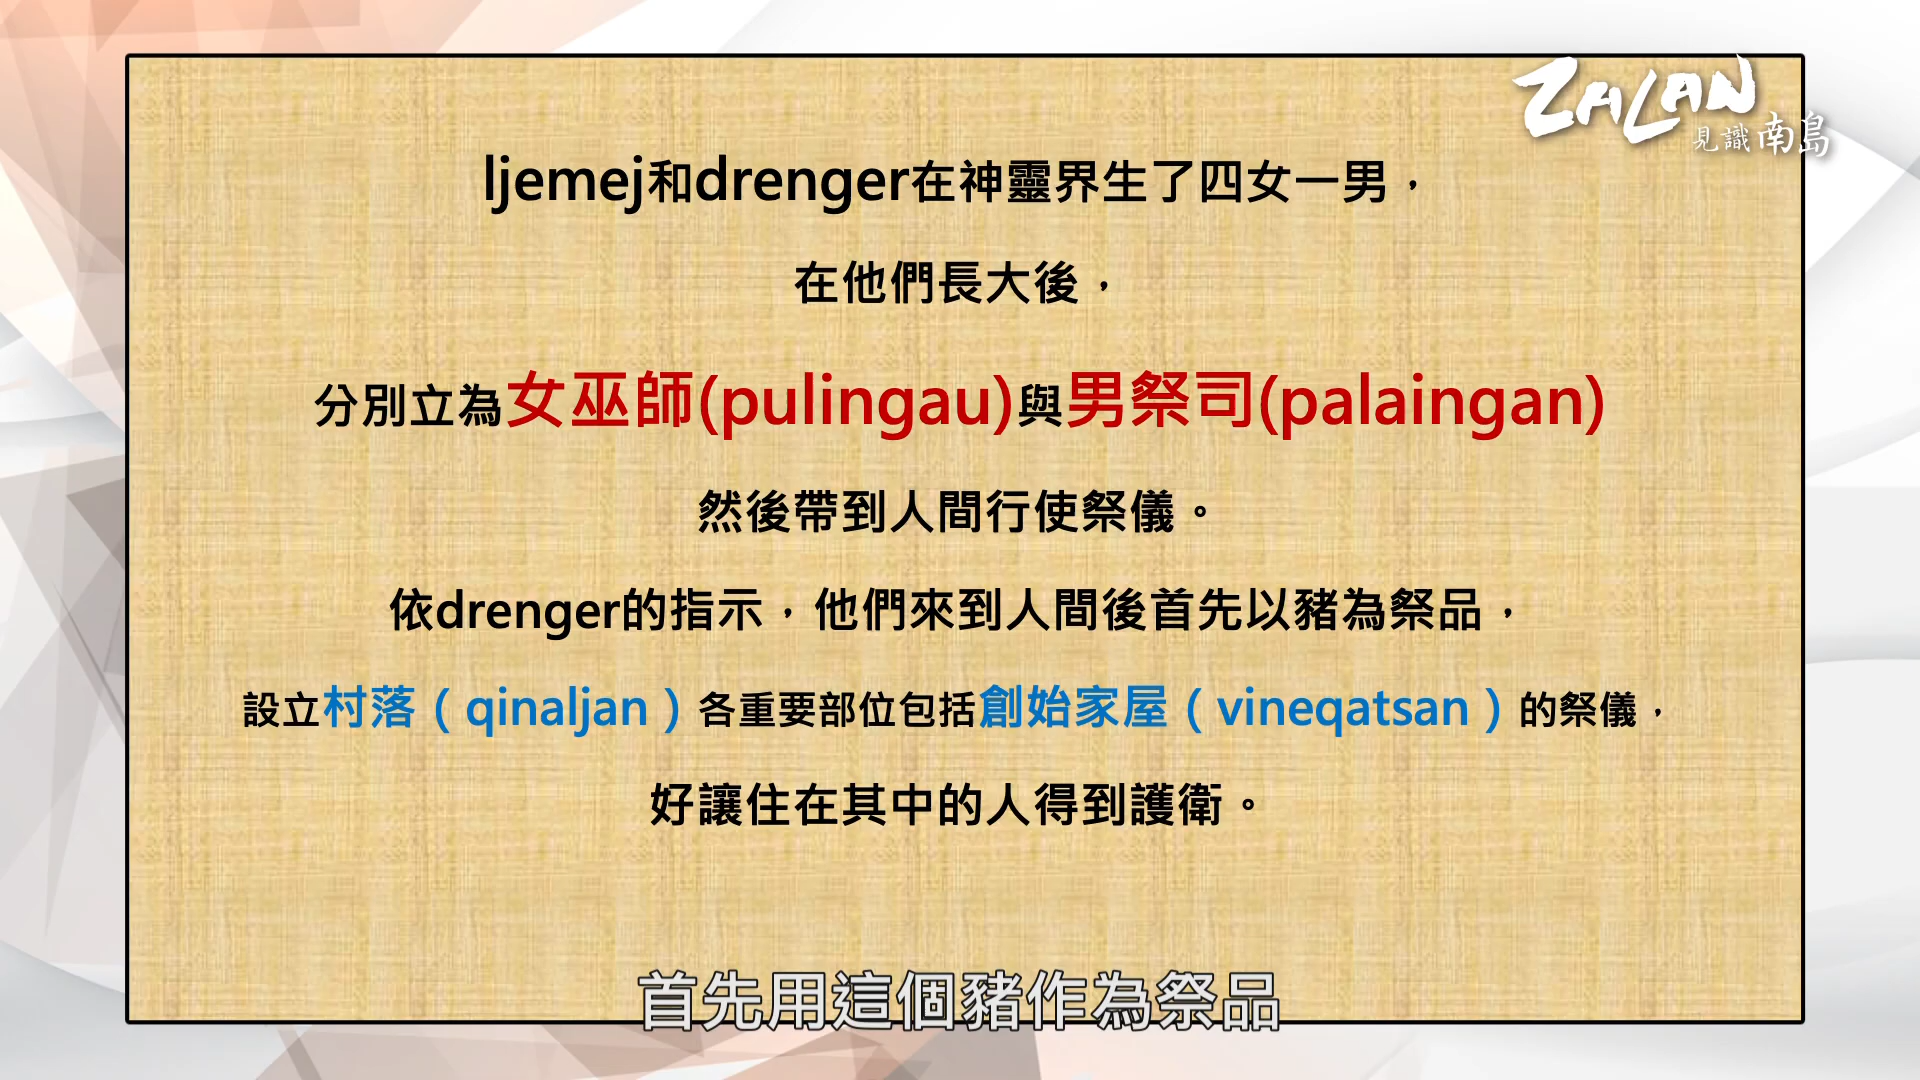 ZALAN
見識南島
ljemej和drenger在神靈界生了四女一男，
在他們長大後，
分別立為女巫師(pulingau)與男祭司(palaingan)
然後帶到人間行使祭儀。
依drenger的指示，他們來到人間後首先以豬為祭品，
設立村落（qinaljan）各重要部位包括創始家屋（vineqatsan）的祭儀，
好讓住在其中的人得到護衛。
首先用這個豬作為祭品